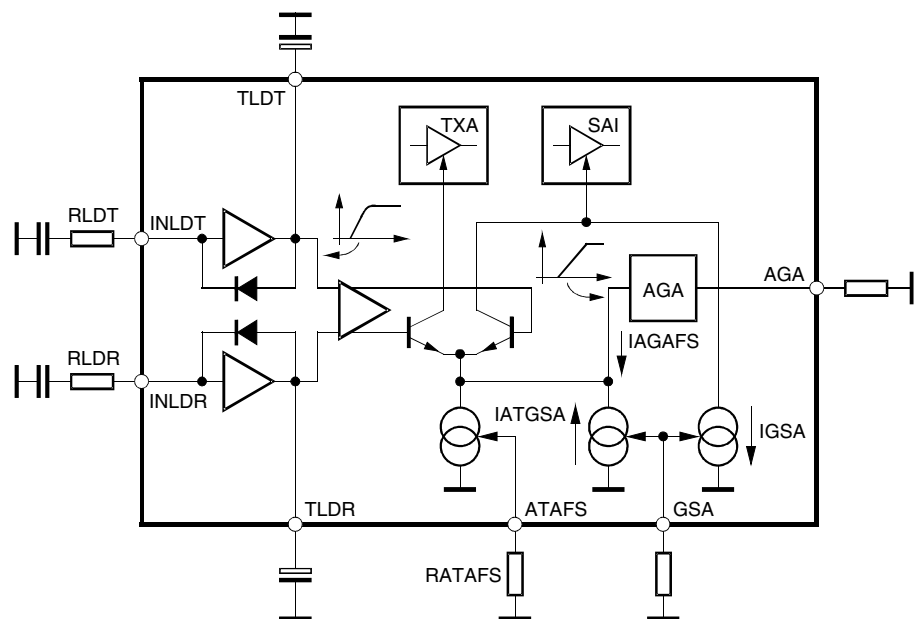 TLDT
TXA
SAI
RLDT
INLDT
AGA
AGA
IAGAFS
RLDR
INLDR
IATGSA
IGSA
TLDR
ATAFS
GSA
RATAFS